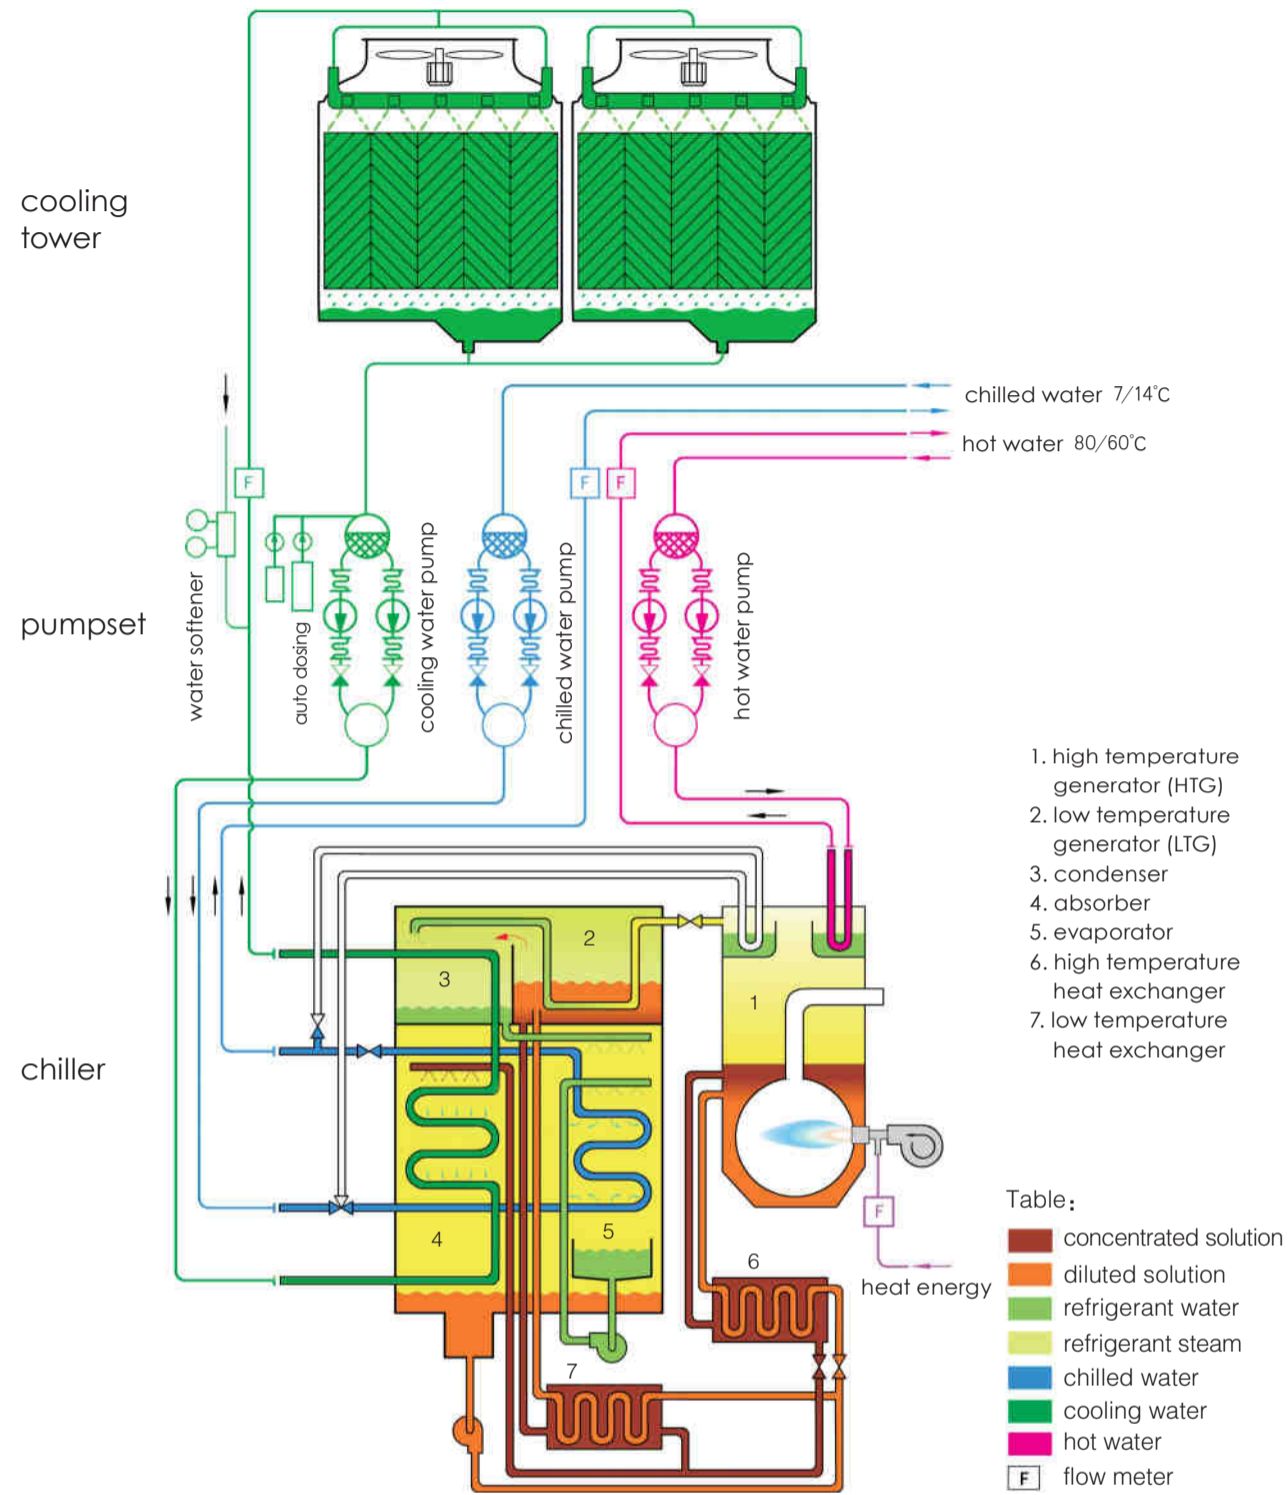 cooling
tower
chilled water 7/14°C
hot water 80/60°C
F
F
F
pumpset
water softener
auto dosing
cooling water pump
chilled water pump
hot water pump
1. high temperature
generator (HTG)
2. low temperature
generator (LTG)
3. condenser
4. absorber
5. evaporator
6. high temperature
heat exchanger
7. low temperature
heat exchanger
chiller
2
3
1
4
5
6
7
F
heat energy
Table:
concentrated solution
diluted solution
refrigerant water
refrigerant steam
chilled water
cooling water
hot water
F flow meter